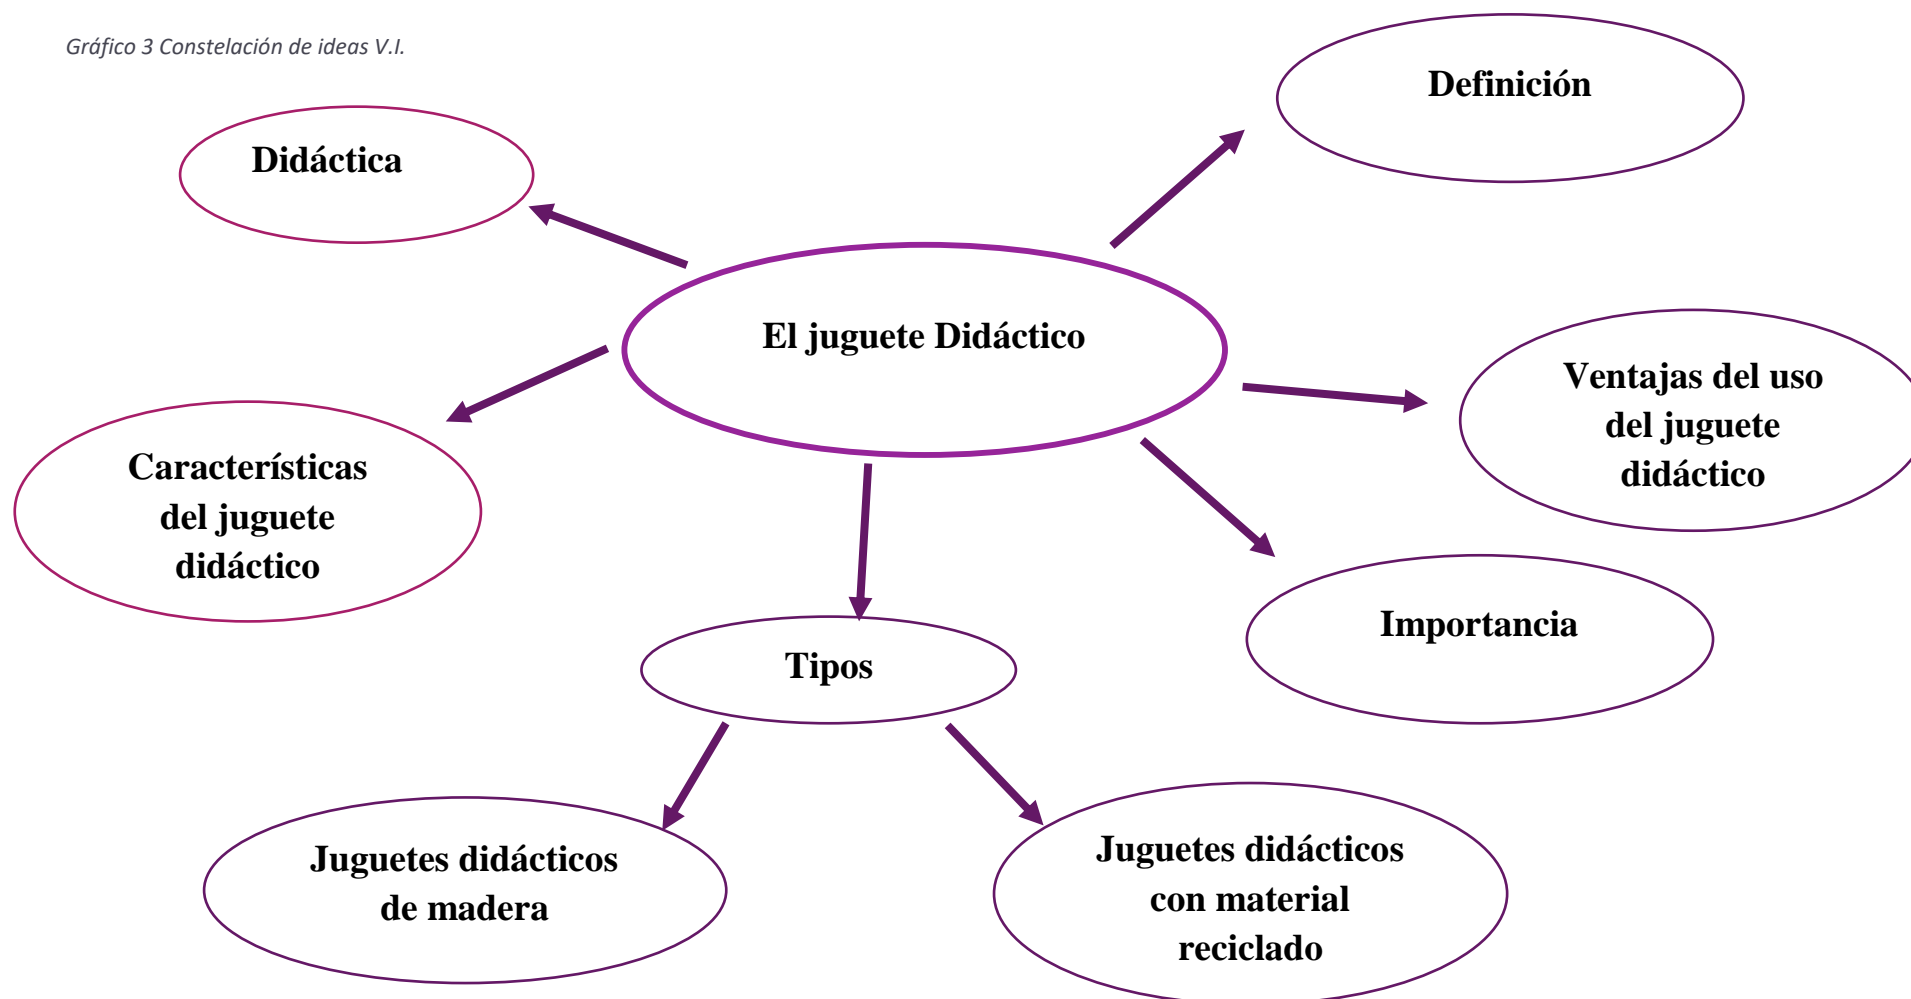 Gráfico 3 Constelación de ideas V.I.
Definición
Didáctica
El juguete Didáctico
Ventajas del uso
del juguete
didáctico
Características
del juguete
didáctico
Importancia
Tipos
Juguetes didácticos
de madera
Juguetes didácticos
con material
reciclado